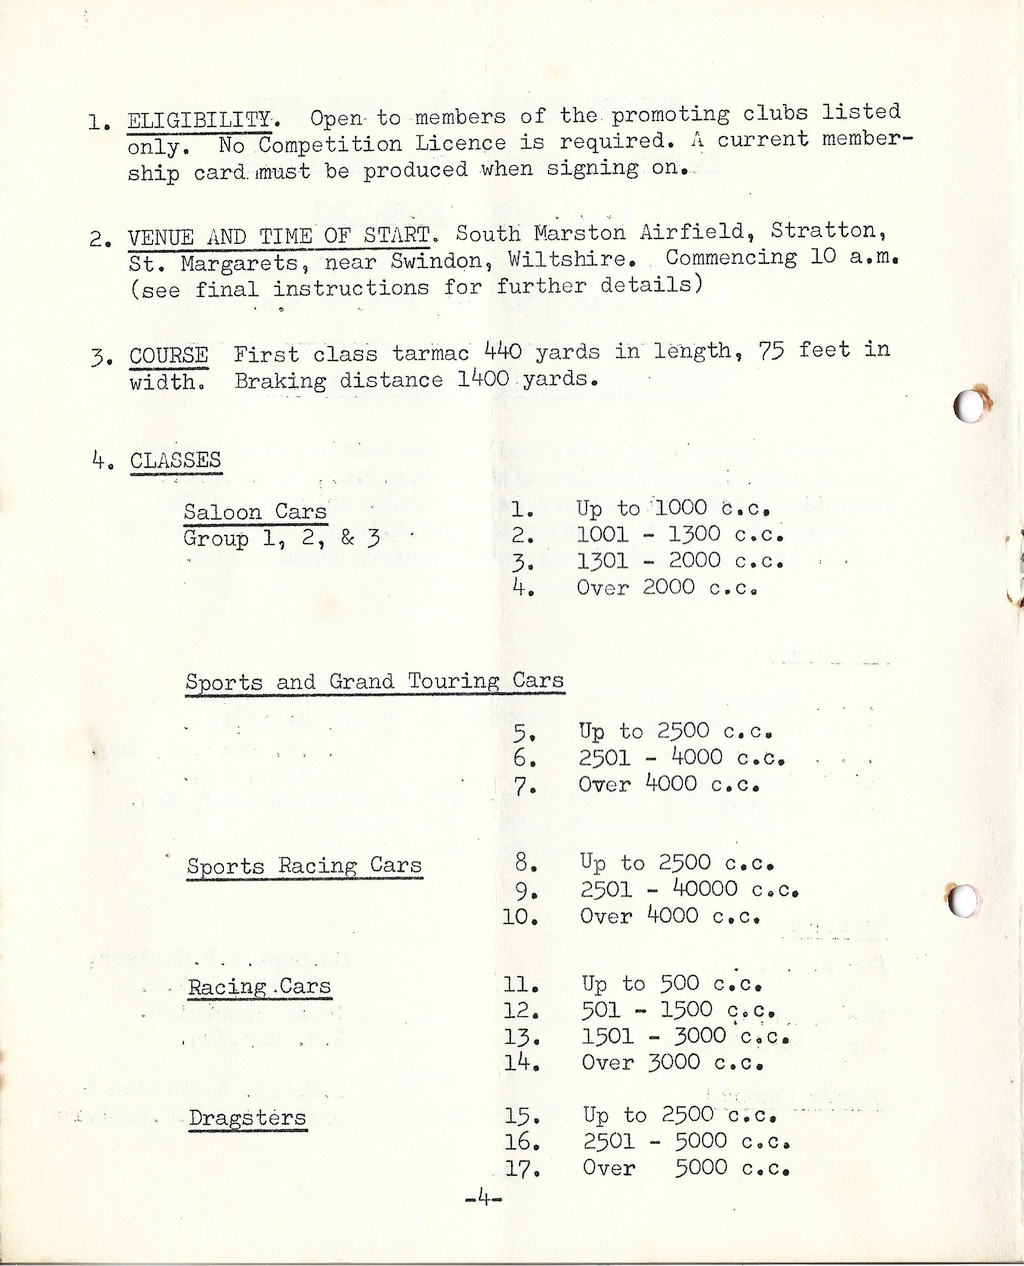 1. ELIGIBILITY. Open to members of the promoting clubs listed
only. No Competition Licence is required. A current member-
ship card must be produced when signing on.
2. VENUE AND TIME OF START. South Marston Airfield, Stratton,
St. Margarets, near Swindon, Wiltshire. Commencing 10 a.m.
(see final instructions for further details)
3. COURSE First class tarmac 440 yards in length, 75 feet in
width. Braking distance 1400 yards.
4. CLASSES
Saloon Cars 1. Up to 1000 c.c.
Group 1, 2, & 3 2. 1001 - 1300 c.c.
3. 1301 - 2000 c.c.
4. Over 2000 c.c.
Sports and Grand Touring Cars
5. Up to 2500 c.c.
6. 2501 - 4000 c.c.
7. Over 4000 c.c.
Sports Racing Cars 8. Up to 2500 c.c.
9. 2501 - 40000 c.c.
10. Over 4000 c.c.
Racing Cars 11. Up to 500 c.c.
12. 501 - 1500 c.c.
13. 1501 - 3000 c.c.
14. Over 3000 c.c.
Dragsters 15. Up to 2500 c.c.
16. 2501 - 5000 c.c.
17. Over 5000 c.c.
-4-